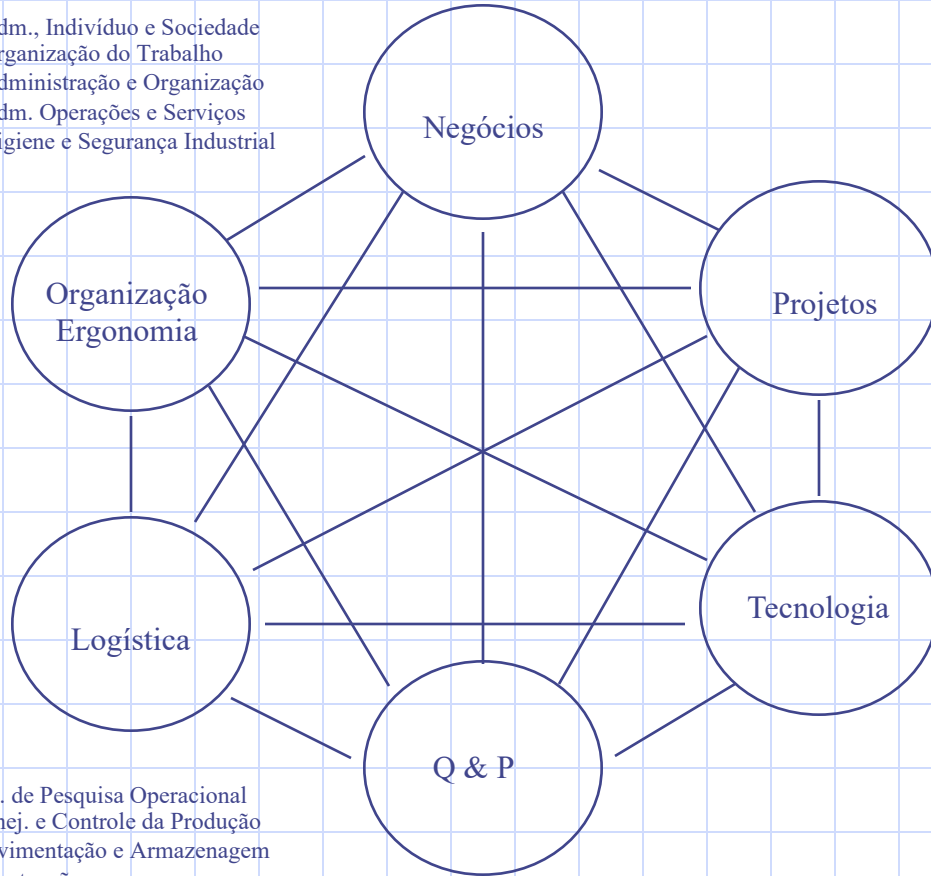 dm., Indivíduo e Sociedade
rganização do Trabalho
dministração e Organização
dm. Operações e Serviços
igiene e Segurança Industrial
Negócios
Organização
Ergonomia
Projetos
Logística
Tecnologia
Q & P
. de Pesquisa Operacional
nej. e Controle da Produção
vimentação e Armazenagem